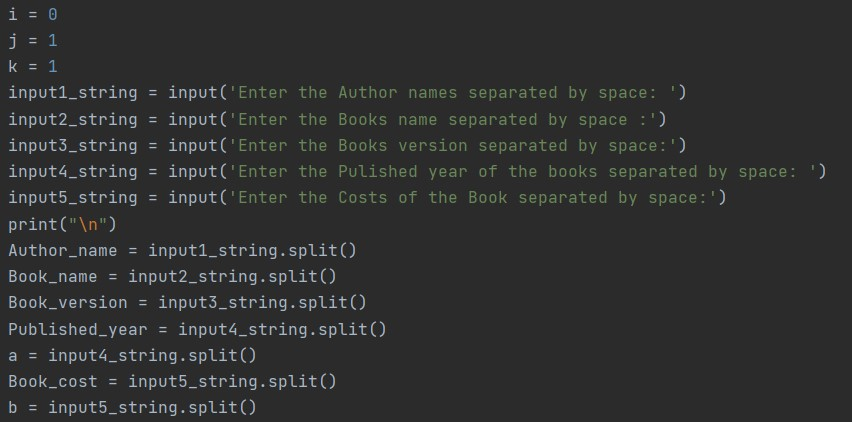 i = 0
j = 1
k = 1
input1_string = input('Enter the Author names separated by space: ')
input2_string = input('Enter the Books name separated by space :')
input3_string = input('Enter the Books version separated by space:')
input4_string = input('Enter the Pulished year of the books separated by space: ')
input5_string = input('Enter the Costs of the Book separated by space:')
print("\n")
Author_name = input1_string.split()
Book_name = input2_string.split()
Book_version = input3_string.split()
Published_year = input4_string.split()
a = input4_string.split()
Book_cost = input5_string.split()
b = input5_string.split()